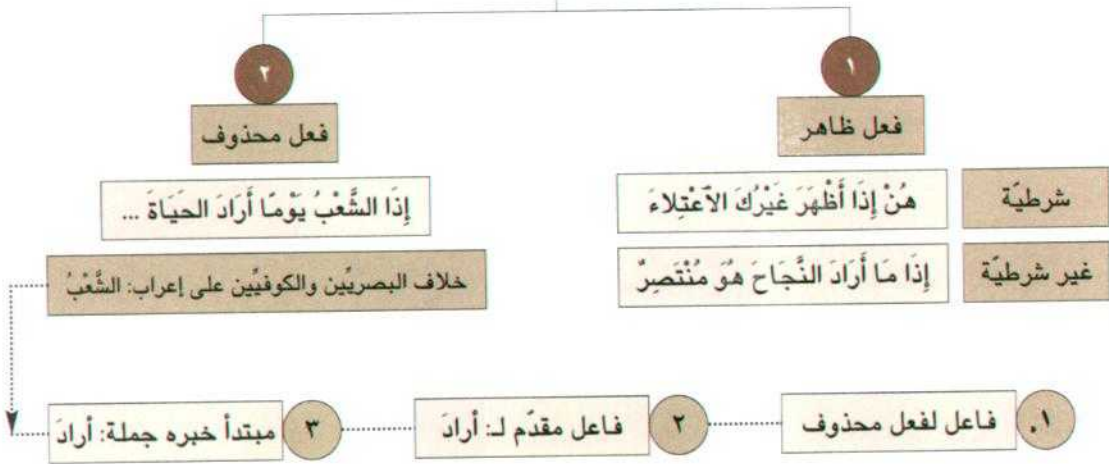 ١
فعل ظاهر
شرطيّة
هُنْ إِذَا أَظْهَرَ غَيْرُكَ الْاَعْتِلاءَ
غير شرطيّة
إِذَا مَا أَرَادَ النَّجَاحَ هُوَ مُنْتَصِرٌ
٢
فعل محذوف
إِذَا الشَّعْبُ يَوْمًا أَرَادَ الحَيَاةَ ...
خلاف البصريِّين والكوفيِّين على إعراب: الشَّعْبُ
١. فاعل لفعل محذوف
٢ فاعل مقدّم لـ: أرادَ
٣ مبتدأ خبره جملة: أرادَ